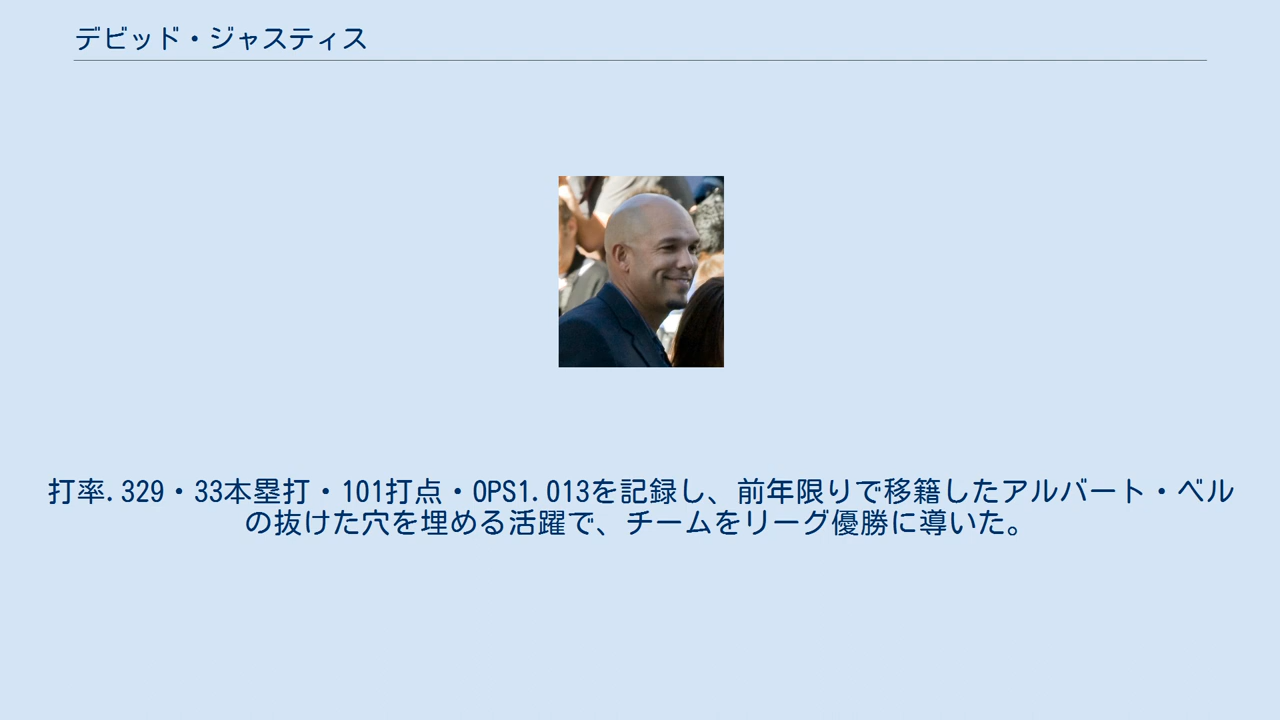 デビッド・ジャスティス
打率.329・33本塁打・101打点・OPS1.013を記録し、前年限りで移籍したアルバート・ベル
の抜けた穴を埋める活躍で、チームをリーグ優勝に導いた。